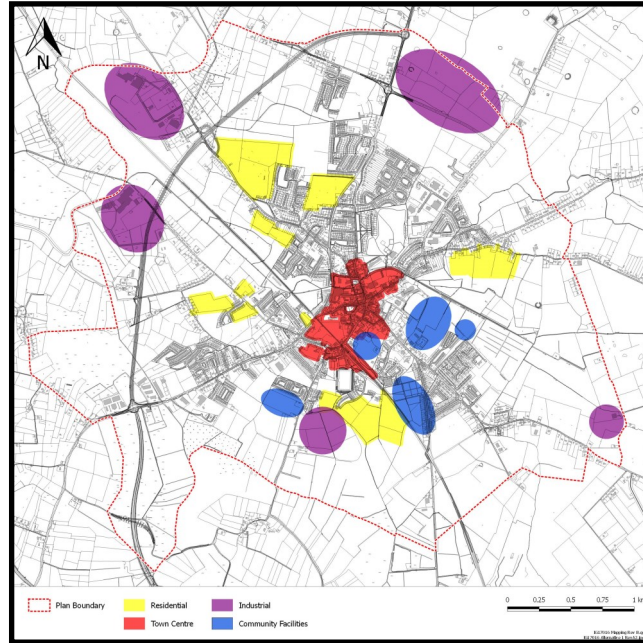 N
Plan Boundary
Residential
Industrial
Town Centre
Community Facilities
0 0.25 0.5 0.75 1 km